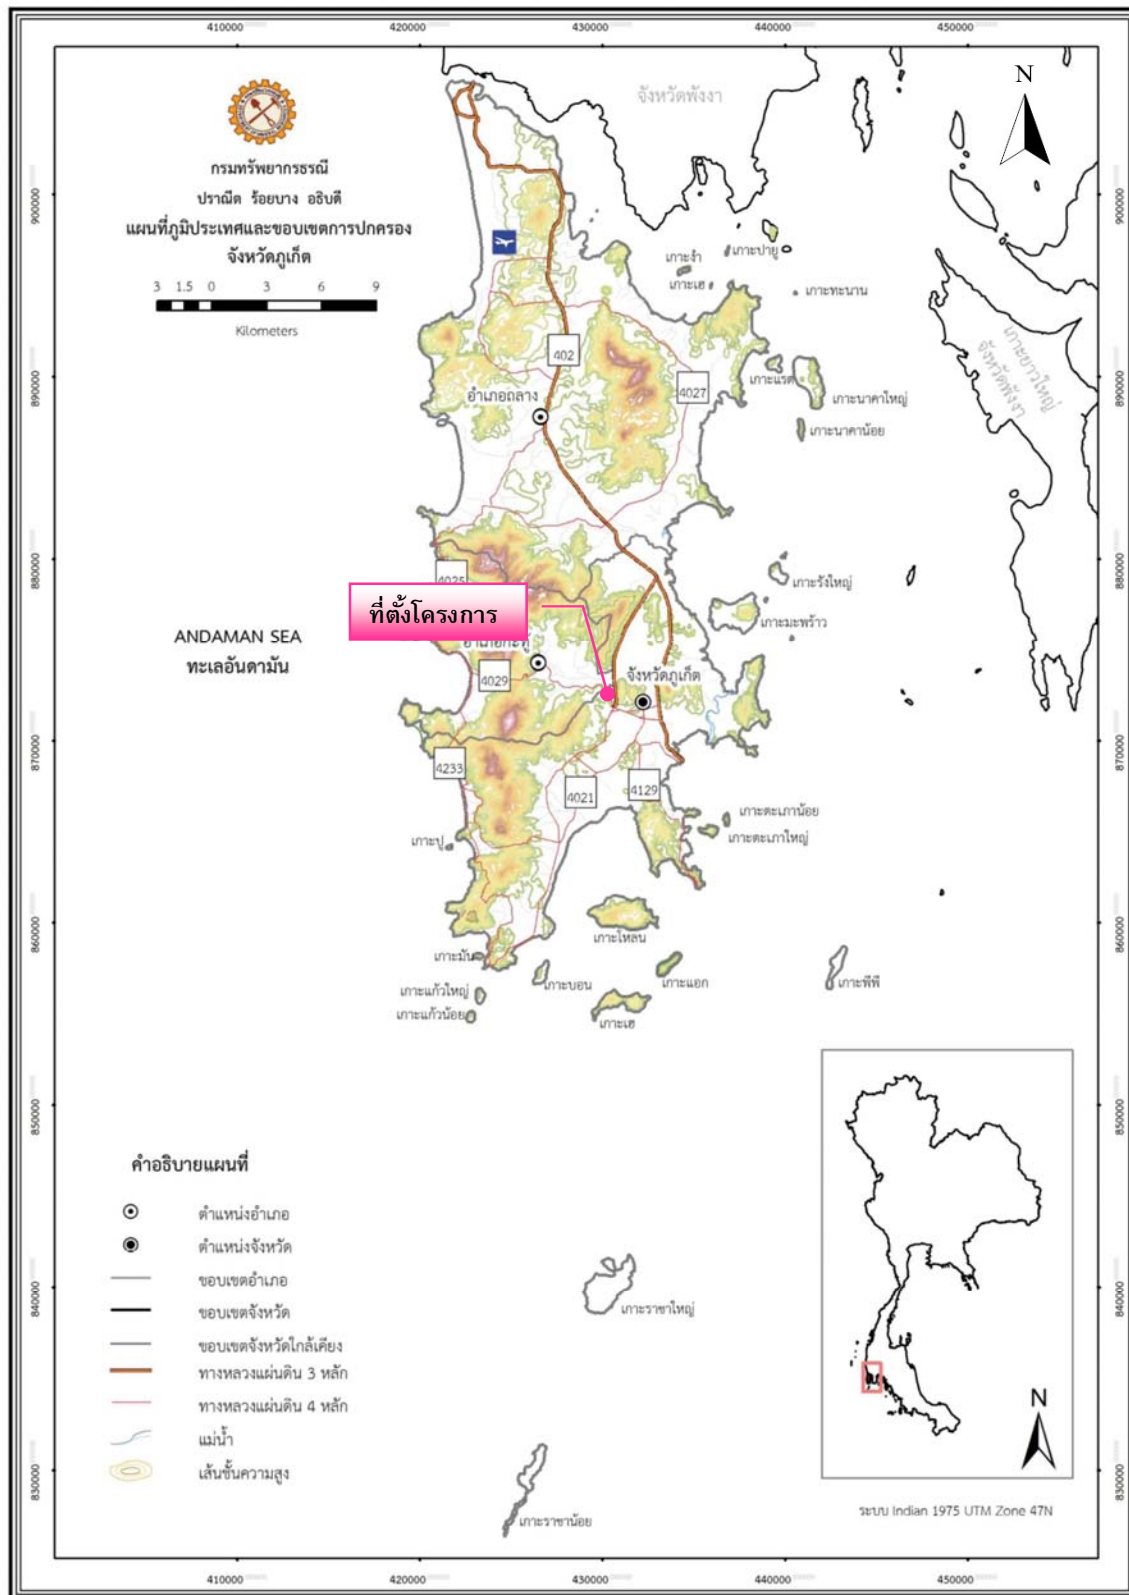 410000 420000 430000 440000 450000
N
กรมทรัพยากรธรณี
ปราณีต ร้อยบาง อธิบดี
แผนที่ภูมิประเทศและขอบเขตการปกครอง
จังหวัดภูเก็ต
3 1.5 0 3 6 9
Kilometers
จังหวัดพังงา
900000 900000
เกาะงำ
เกาะปายู
เกาะเฮ
เกาะทะนาน
เกาะยาวใหญ่
จังหวัดพังงา
402
4027
890000 890000
อำเภอถลาง
เกาะแรด
เกาะนาคาใหญ่
เกาะนาคาน้อย
880000 880000
4025
เกาะรังใหญ่
ที่ตั้งโครงการ
เกาะมะพร้าว
ANDAMAN SEA
ทะเลอันดามัน
อำเภอกะทู้
4029
จังหวัดภูเก็ต
870000 870000
4233
4021
4129
เกาะตะเภาน้อย
เกาะตะเภาใหญ่
เกาะปู
860000 860000
เกาะโหลน
เกาะมัน
เกาะแก้วใหญ่
เกาะบอน
เกาะแอก
เกาะพีพี
เกาะแก้วน้อย
เกาะเฮ
850000 850000
คำอธิบายแผนที่
ตำแหน่งอำเภอ
ตำแหน่งจังหวัด
ขอบเขตอำเภอ
ขอบเขตจังหวัด
ขอบเขตจังหวัดใกล้เคียง
ทางหลวงแผ่นดิน 3 หลัก
ทางหลวงแผ่นดิน 4 หลัก
แม่น้ำ
เส้นชั้นความสูง
840000 840000
เกาะราชาใหญ่
830000 830000
เกาะราชาน้อย
N
ระบบ Indian 1975 UTM Zone 47N
410000 420000 430000 440000 450000